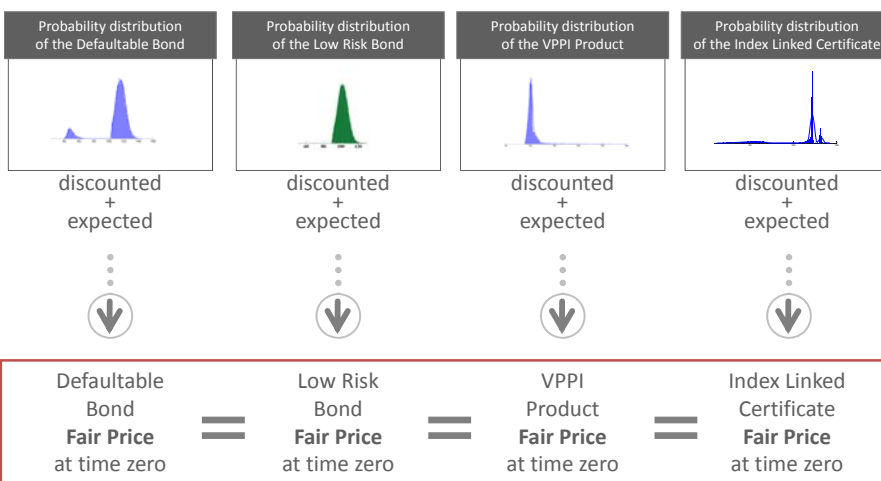 Probability distribution
of the Defaultable Bond
Probability distribution
of the Low Risk Bond
Probability distribution
of the VPPI Product
Probability distribution
of the Index Linked Certificate
discounted
+
expected
discounted
+
expected
discounted
+
expected
discounted
+
expected
Defaultable
Bond
Fair Price
at time zero
=
Low Risk
Bond
Fair Price
at time zero
=
VPPI
Product
Fair Price
at time zero
=
Index Linked
Certificate
Fair Price
at time zero